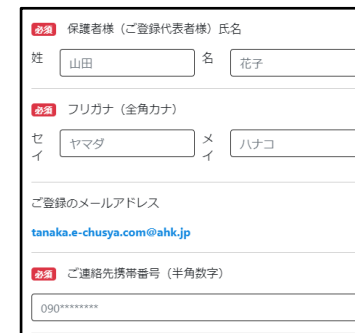 必須 保護者様（ご登録代表者様）氏名
姓 山田 名 花子
必須 フリガナ（全角カナ）
セイ ヤマダ メイ ハナコ
ご登録のメールアドレス
tanaka.e-chusya.com@ahk.jp
必須 ご連絡先携帯番号（半角数字）
090********